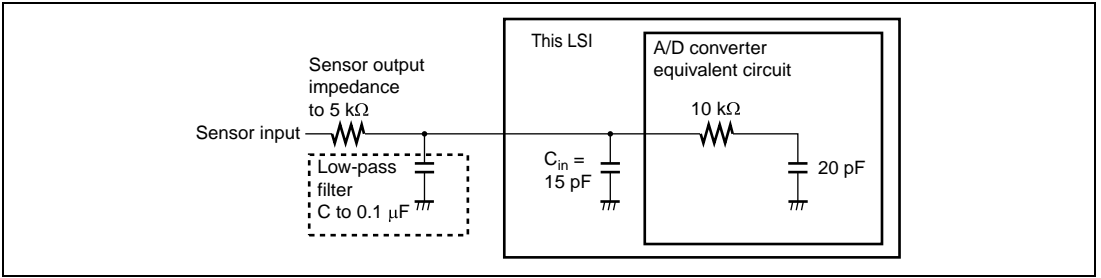 This LSI
A/D converter
equivalent circuit
Sensor output
impedance
to 5 kΩ
10 kΩ
Sensor input
Low-pass
filter
C to 0.1 μF
Cin =
15 pF
20 pF